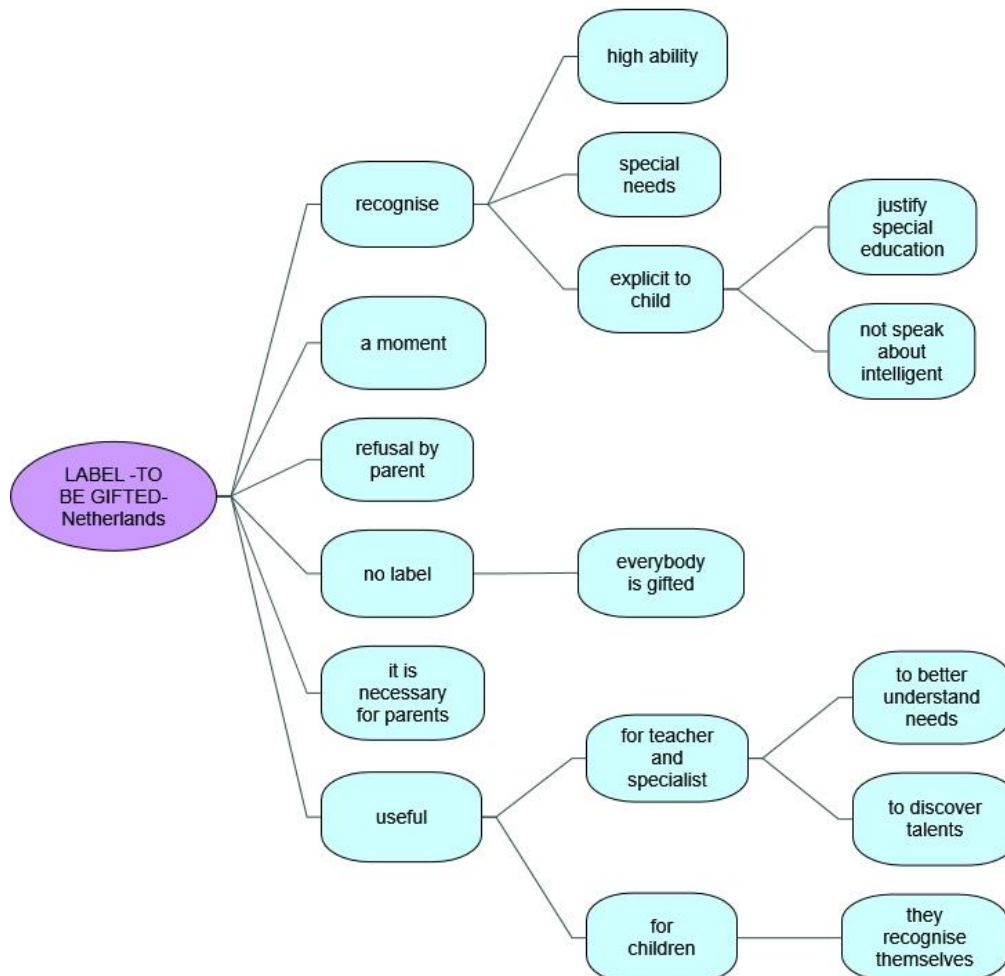 LABEL -TO
BE GIFTED-
Netherlands
recognise
high ability
special
needs
explicit to
child
justify
special
education
not speak
about
intelligent
a moment
refusal by
parent
no label
everybody
is gifted
it is
necessary
for parents
useful
for teacher
and
specialist
to better
understand
needs
to discover
talents
for
children
they
recognise
themselves